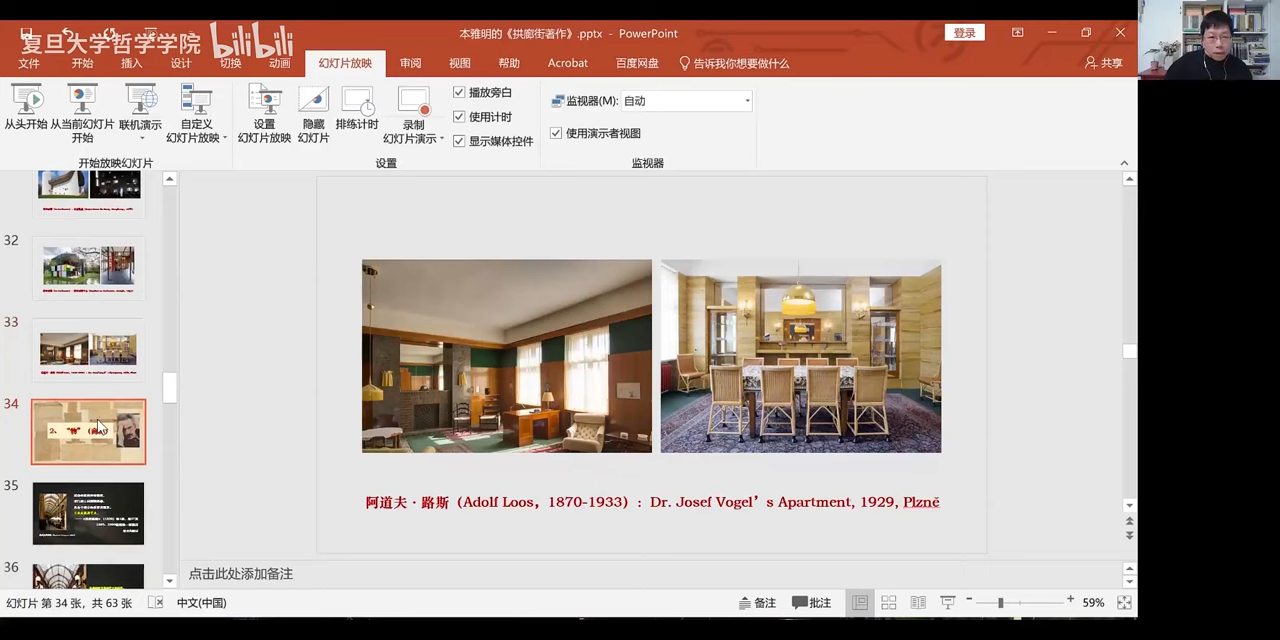 复旦大学哲学学院 bilibili
本雅明的《拱廊街著作》.pptx - PowerPoint
登录
文件 开始 插入 设计 切换 动画 幻灯片放映 审阅 视图 帮助 Acrobat 百度网盘 告诉我你想要做什么 共享
从头开始 从当前幻灯片开始 联机演示 自定义幻灯片放映 设置幻灯片放映 隐藏幻灯片 排练计时 录制幻灯片演示
播放旁白
使用计时
显示媒体控件
监视器(M): 自动
使用演示者视图
开始放映幻灯片 设置 监视器
32
33
34
2、“物”
35
36
阿道夫·路斯（Adolf Loos，1870-1933）：Dr. Josef Vogel’s Apartment, 1929, Plzně
点击此处添加备注
幻灯片 第 34 张，共 63 张 中文(中国) 备注 批注 59%